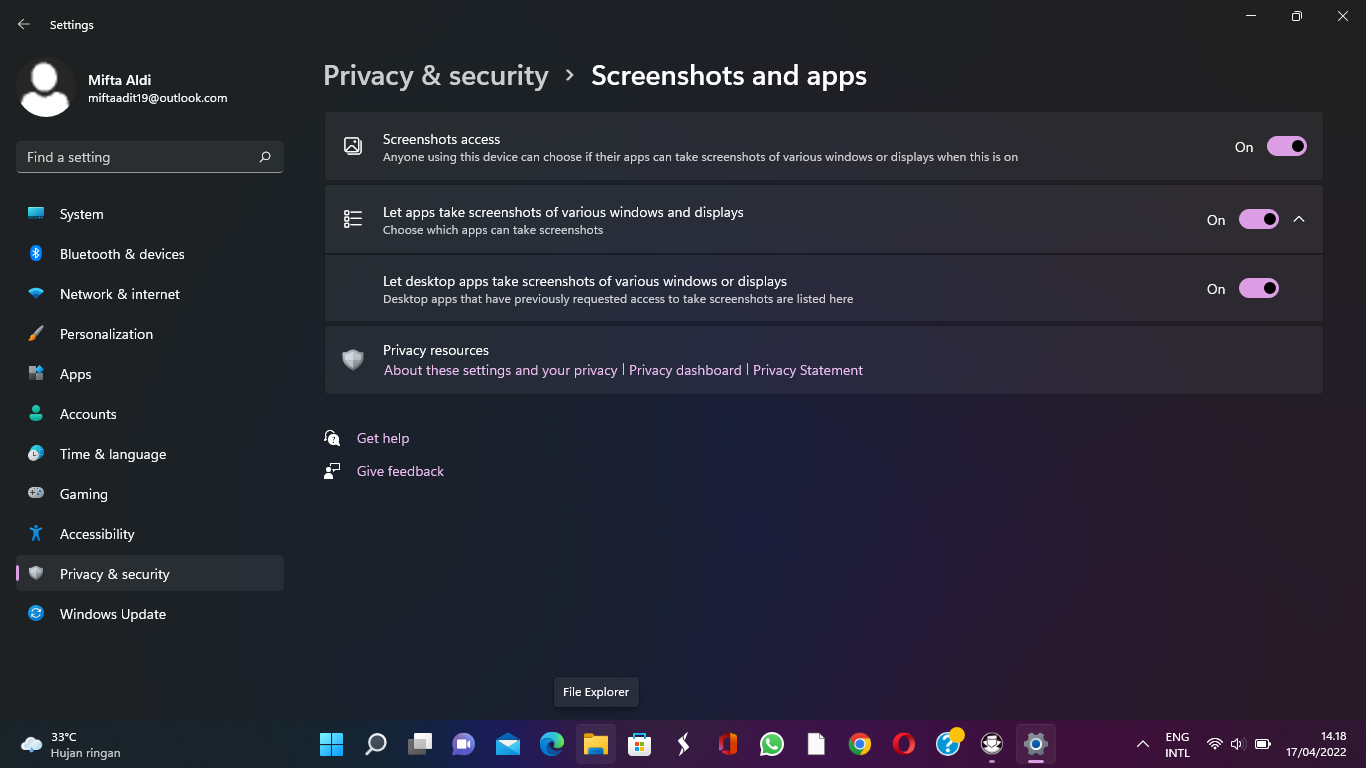 Settings
Mifta Aldi
miftaadit19@outlook.com
Find a setting
System
Bluetooth & devices
Network & internet
Personalization
Apps
Accounts
Time & language
Gaming
Accessibility
Privacy & security
Windows Update
Privacy & security > Screenshots and apps
Screenshots access
Anyone using this device can choose if their apps can take screenshots of various windows or displays when this is on
On
Let apps take screenshots of various windows and displays
Choose which apps can take screenshots
On
Let desktop apps take screenshots of various windows or displays
Desktop apps that have previously requested access to take screenshots are listed here
On
Privacy resources
About these settings and your privacy | Privacy dashboard | Privacy Statement
Get help
Give feedback
File Explorer
33°C
Hujan ringan
ENG
INTL
14.18
17/04/2022